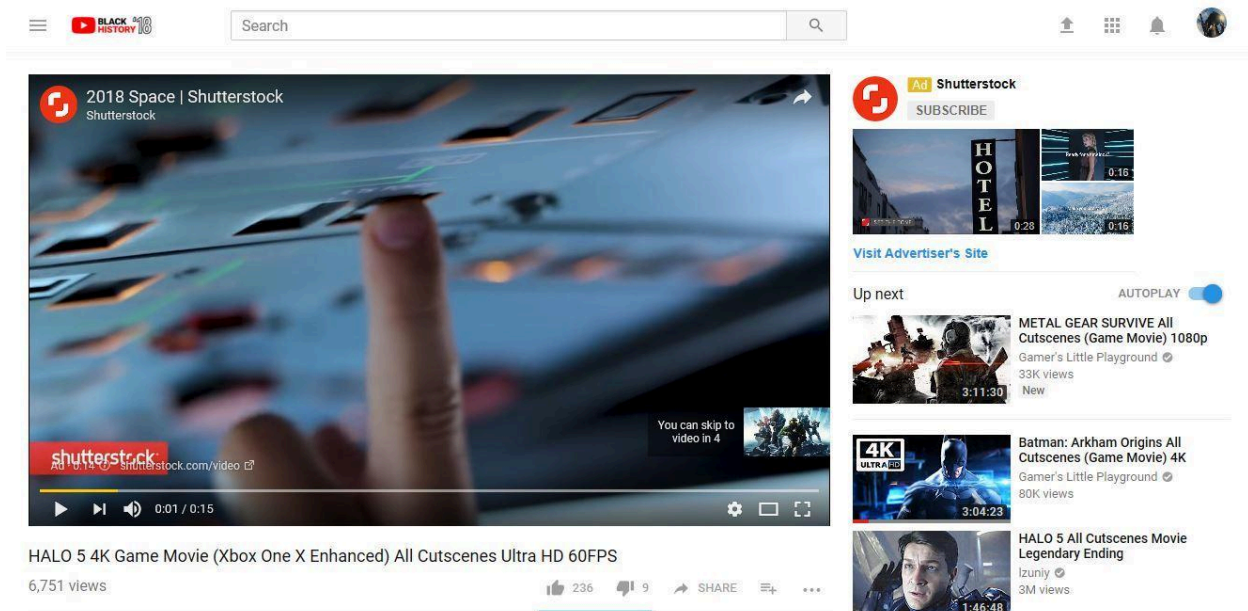 BLACK '18
HISTORY
Search
2018 Space | Shutterstock
Shutterstock
You can skip to
video in 4
shutterstock
Ad · 0:14 shutterstock.com/video
0:01 / 0:15
HALO 5 4K Game Movie (Xbox One X Enhanced) All Cutscenes Ultra HD 60FPS
6,751 views
236
9
SHARE
Ad Shutterstock
SUBSCRIBE
HOTEL
0:28
0:16
0:16
Visit Advertiser's Site
Up next
AUTOPLAY
METAL GEAR SURVIVE All
Cutscenes (Game Movie) 1080p
Gamer's Little Playground
33K views
New
3:11:30
4K
ULTRA HD
3:04:23
Batman: Arkham Origins All
Cutscenes (Game Movie) 4K
Gamer's Little Playground
80K views
HALO 5 All Cutscenes Movie
Legendary Ending
Izuniy
3M views
1:46:48